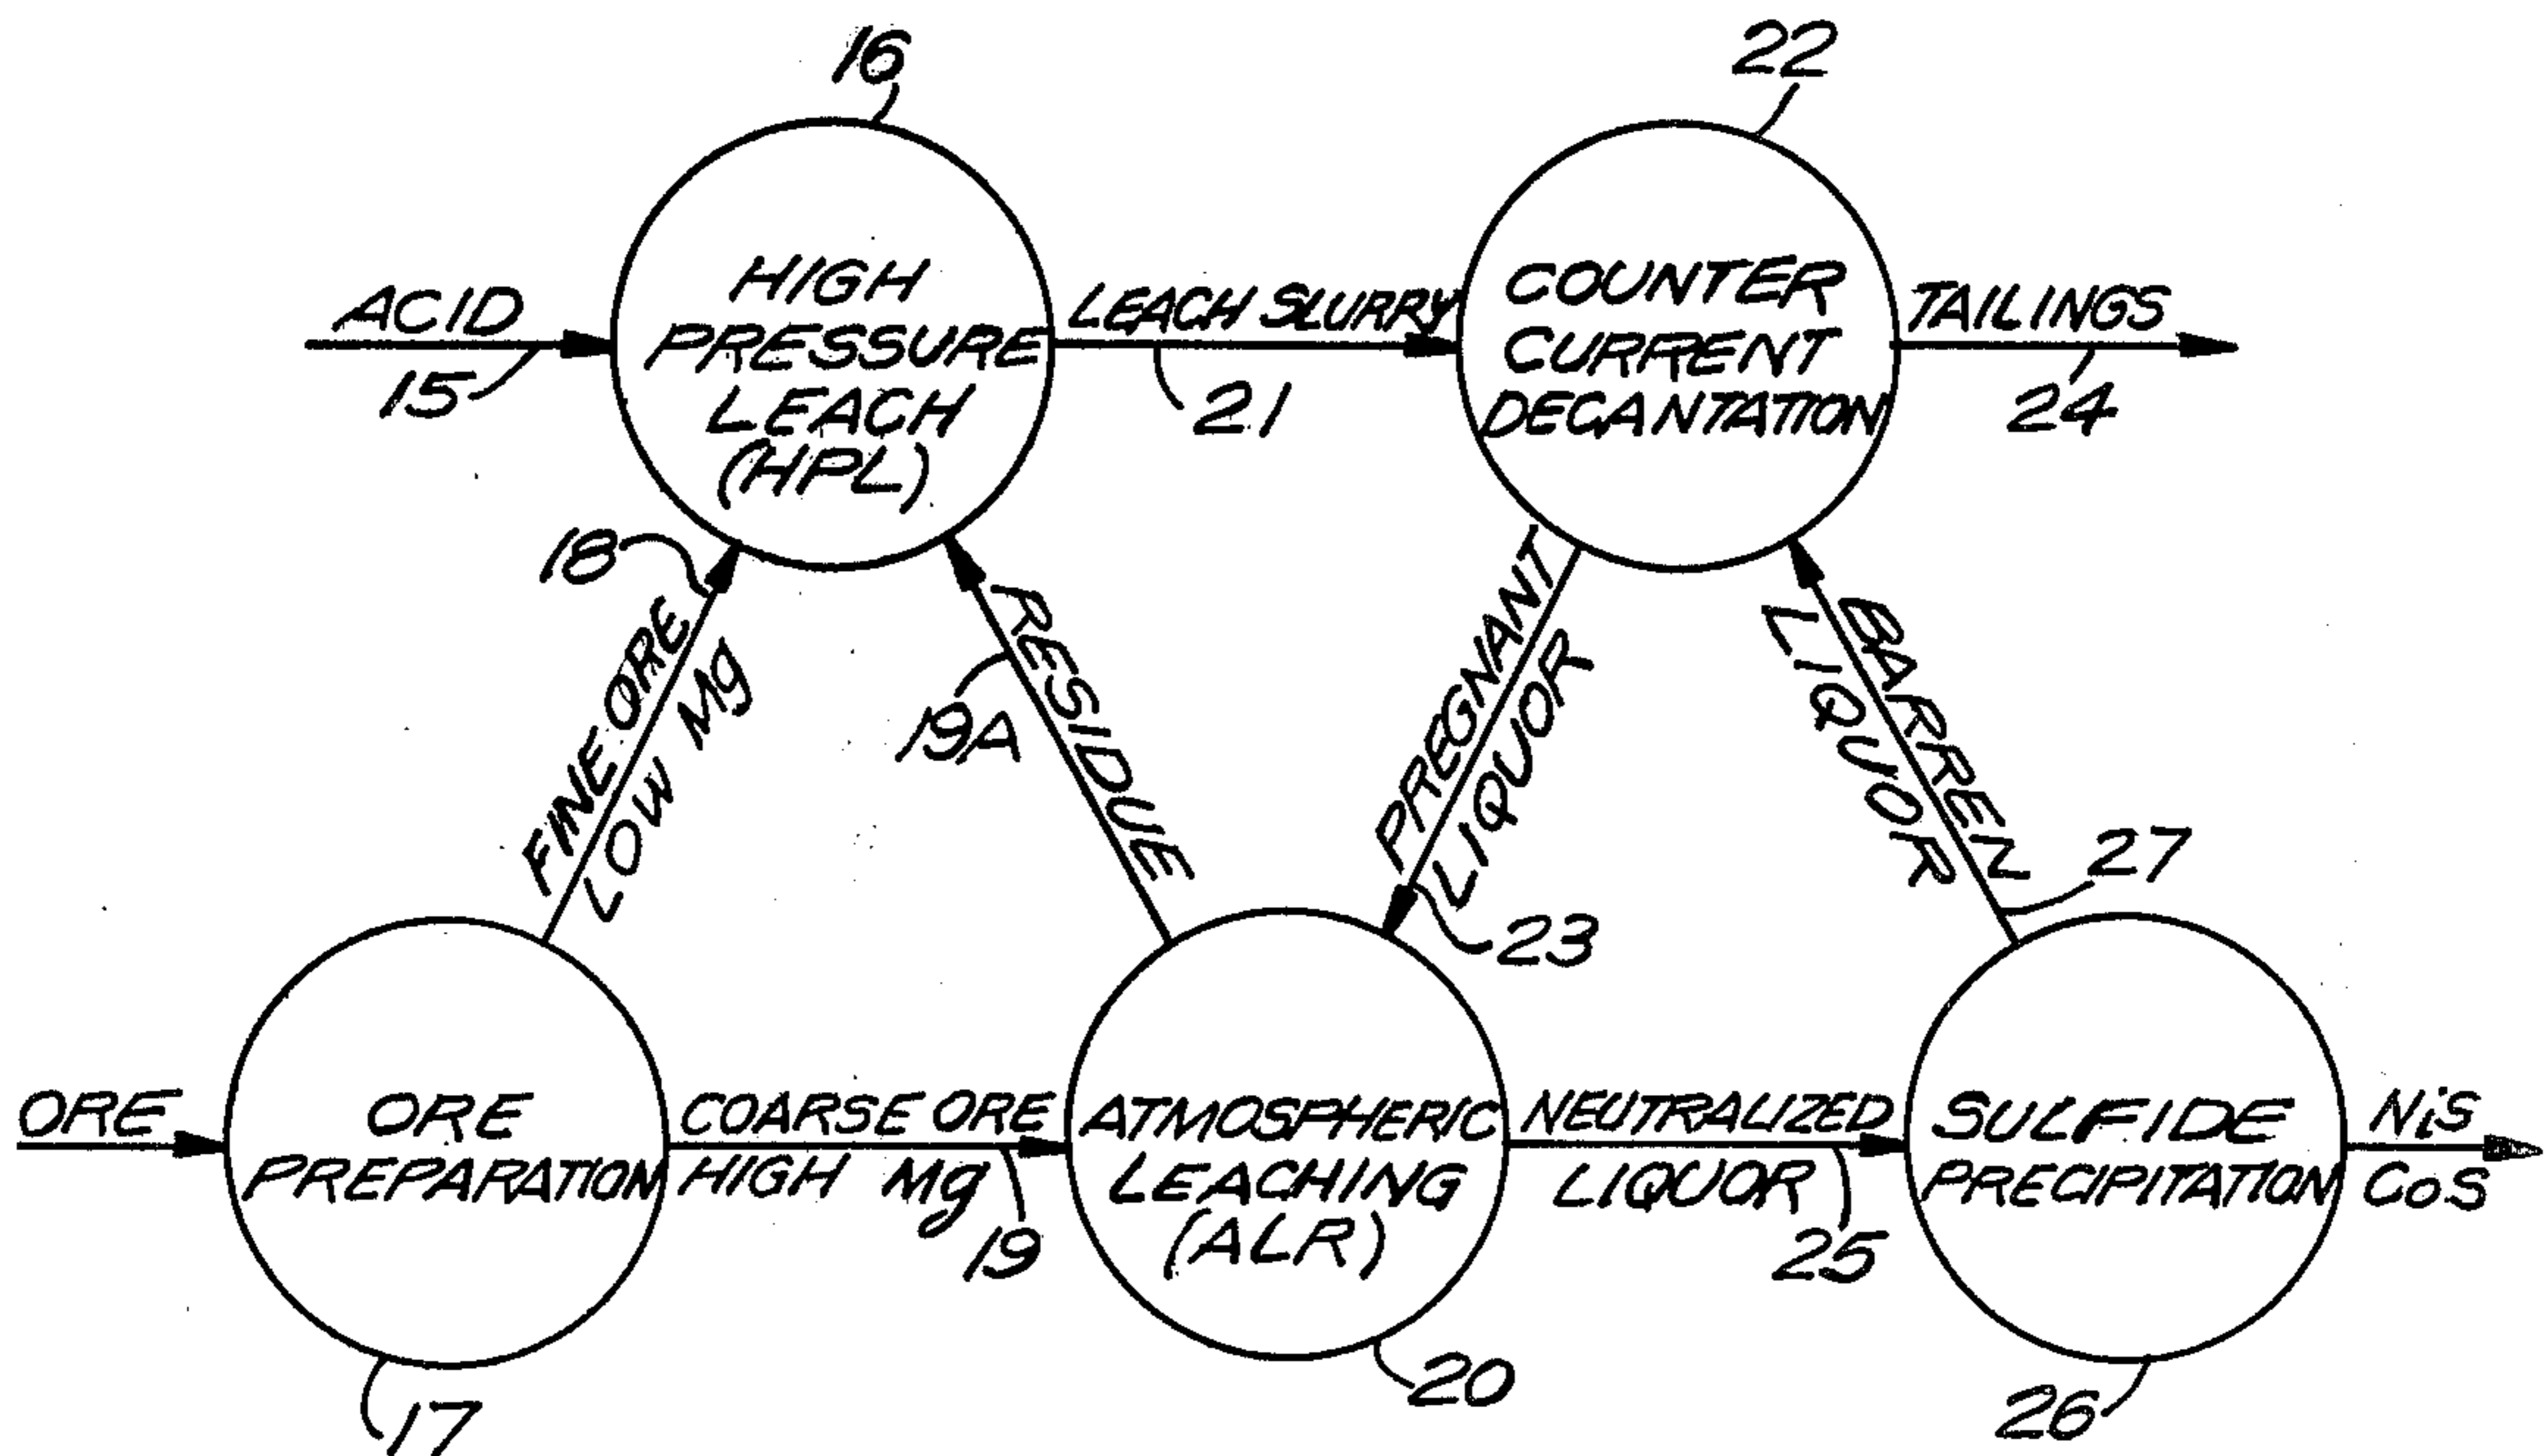 16
22
HIGH
PRESSURE
LEACH
(HPL)
COUNTER
CURRENT
DECANTATION
ACID
15
LEACH SLURRY
21
TAILINGS
24
18
FINE ORE
LOW Mg
19A
RESIDUE
PREGNANT
LIQUOR
23
BARREN
LIQUOR
27
ORE
ORE
PREPARATION
COARSE ORE
HIGH Mg
19
ATMOSPHERIC
LEACHING
(ALR)
NEUTRALIZED
LIQUOR
25
SULFIDE
PRECIPITATION
NiS
CoS
17
20
26